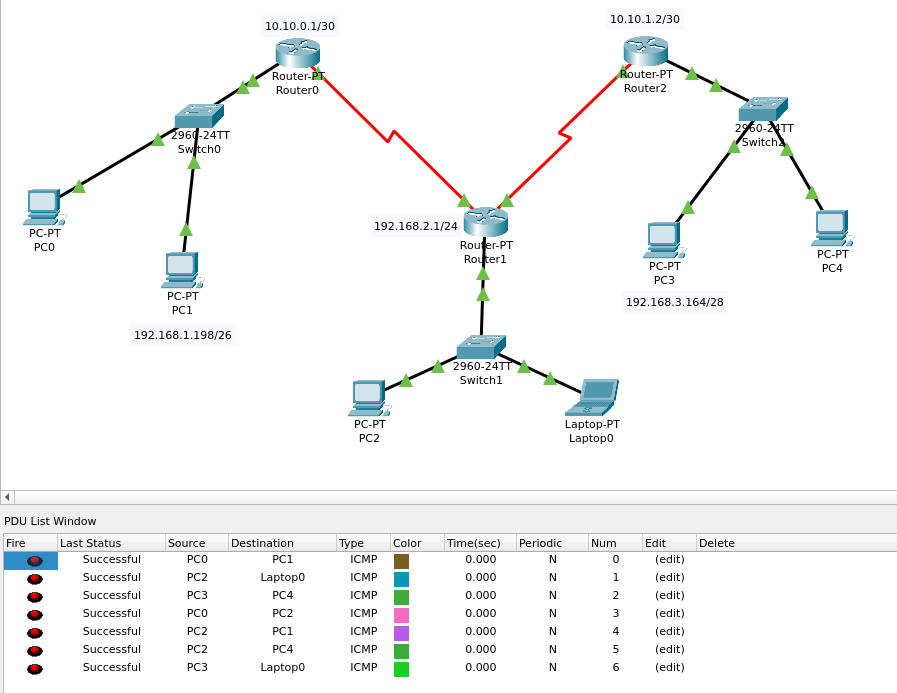 10.10.0.1/30
10.10.1.2/30
Router-PT
Router0
Router-PT
Router2
2960-24TT
Switch0
2960-24TT
Switch2
192.168.2.1/24
Router-PT
Router1
PC-PT
PC0
PC-PT
PC1
PC-PT
PC3
PC-PT
PC4
192.168.1.198/26
192.168.3.164/28
2960-24TT
Switch1
PC-PT
PC2
Laptop-PT
Laptop0
PDU List Window
Fire Last Status Source Destination Type Color Time(sec) Periodic Num Edit Delete
Successful PC0 PC1 ICMP 0.000 N 0 (edit)
Successful PC2 Laptop0 ICMP 0.000 N 1 (edit)
Successful PC3 PC4 ICMP 0.000 N 2 (edit)
Successful PC0 PC2 ICMP 0.000 N 3 (edit)
Successful PC2 PC1 ICMP 0.000 N 4 (edit)
Successful PC2 PC4 ICMP 0.000 N 5 (edit)
Successful PC3 Laptop0 ICMP 0.000 N 6 (edit)